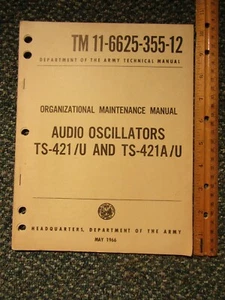 TM 11-6625-355-12
DEPARTMENT OF THE ARMY TECHNICAL MANUAL
ORGANIZATIONAL MAINTENANCE MANUAL
AUDIO OSCILLATORS
TS-421/U AND TS-421A/U
HEADQUARTERS, DEPARTMENT OF THE ARMY
MAY 1966